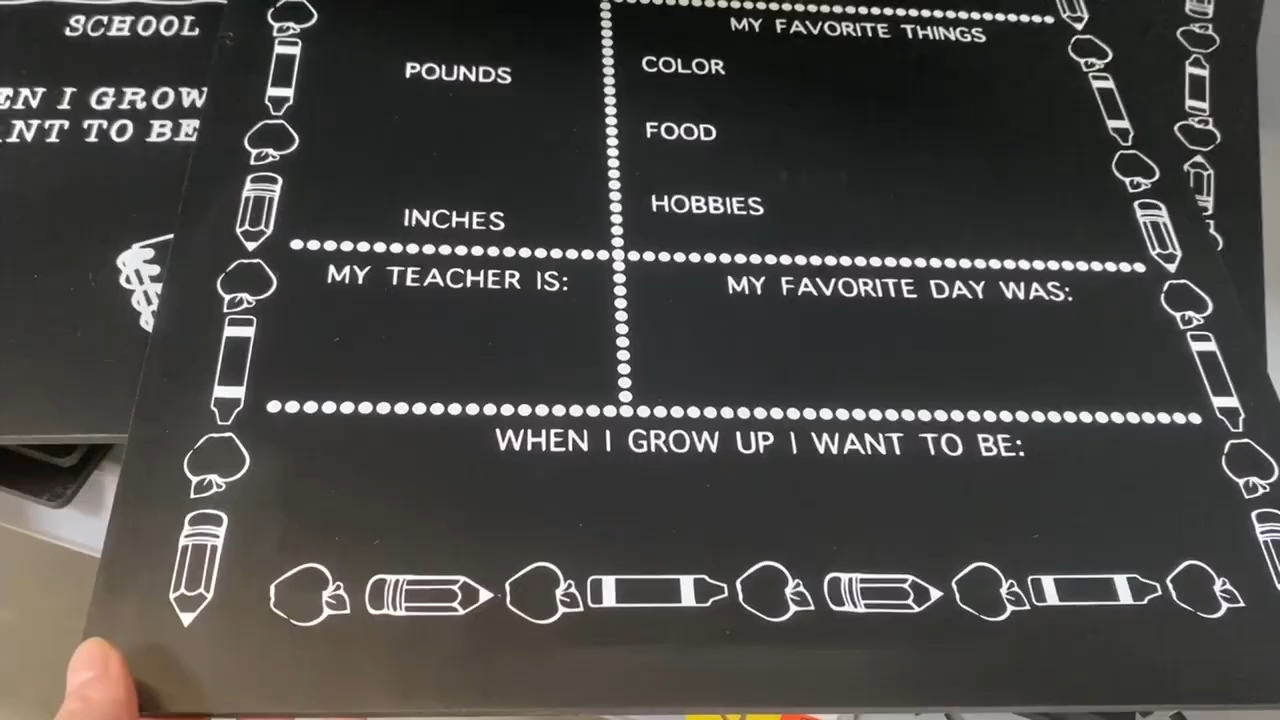 SCHOOL
EN I GROW
ANT TO BE
$$
MY FAVORITE THINGS
POUNDS
COLOR
FOOD
HOBBIES
INCHES
MY TEACHER IS:
MY FAVORITE DAY WAS:
WHEN I GROW UP I WANT TO BE: